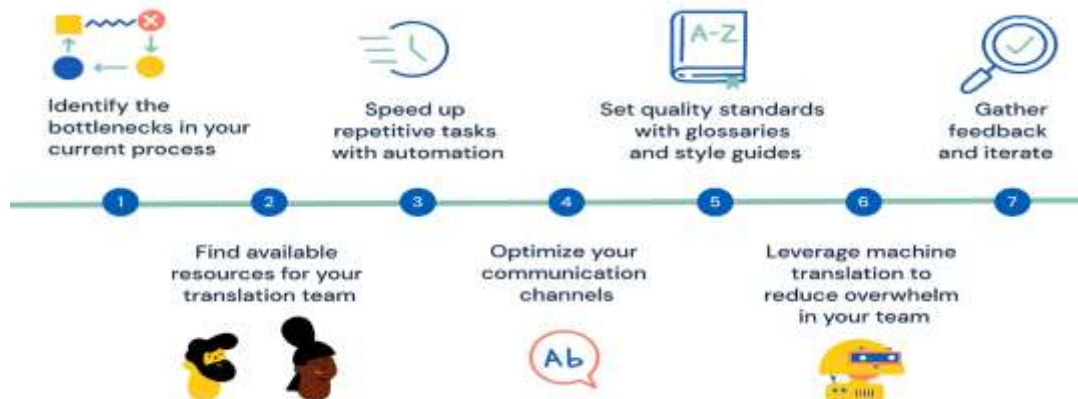 Identify the
bottlenecks in your
current process
1
Find available
resources for your
translation team
2
Speed up
repetitive tasks
with automation
3
Optimize your
communication
channels
Ab
4
A-Z
Set quality standards
with glossaries
and style guides
5
Leverage machine
translation to
reduce overwhelm
in your team
6
Gather
feedback
and iterate
7